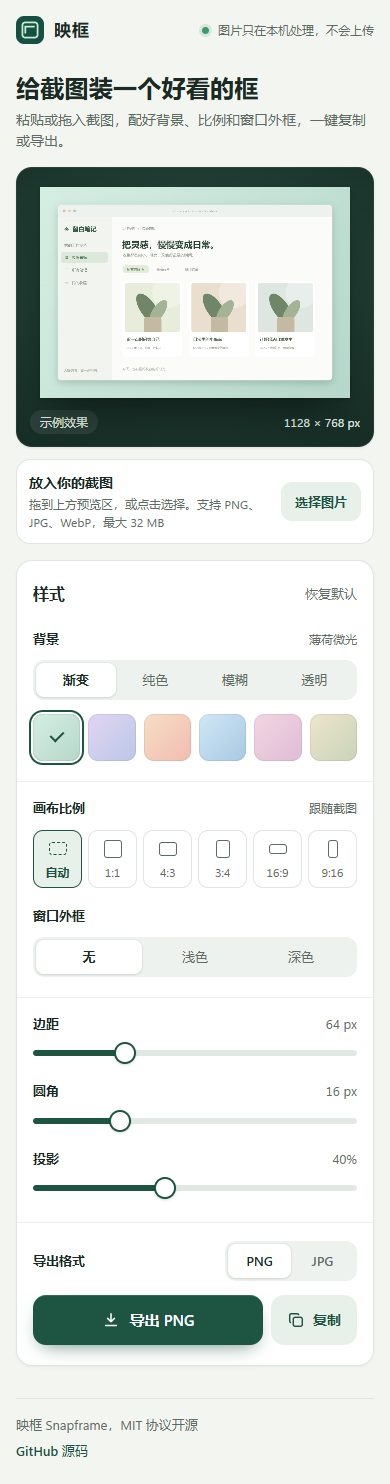 映框
图片只在本机处理，不会上传
给截图装一个好看的框
粘贴或拖入截图，配好背景、比例和窗口外框，一键复制
或导出。
留白笔记
把灵感，慢慢变成日常。
示例效果
1128 × 768 px
放入你的截图
拖到上方预览区，或点击选择。支持 PNG、
JPG、WebP，最大 32 MB
选择图片
样式
恢复默认
背景
薄荷微光
渐变
纯色
模糊
透明
画布比例
跟随截图
自动
1:1
4:3
3:4
16:9
9:16
窗口外框
无
浅色
深色
边距
64 px
圆角
16 px
投影
40%
导出格式
PNG
JPG
导出 PNG
复制
映框 Snapframe，MIT 协议开源
GitHub 源码